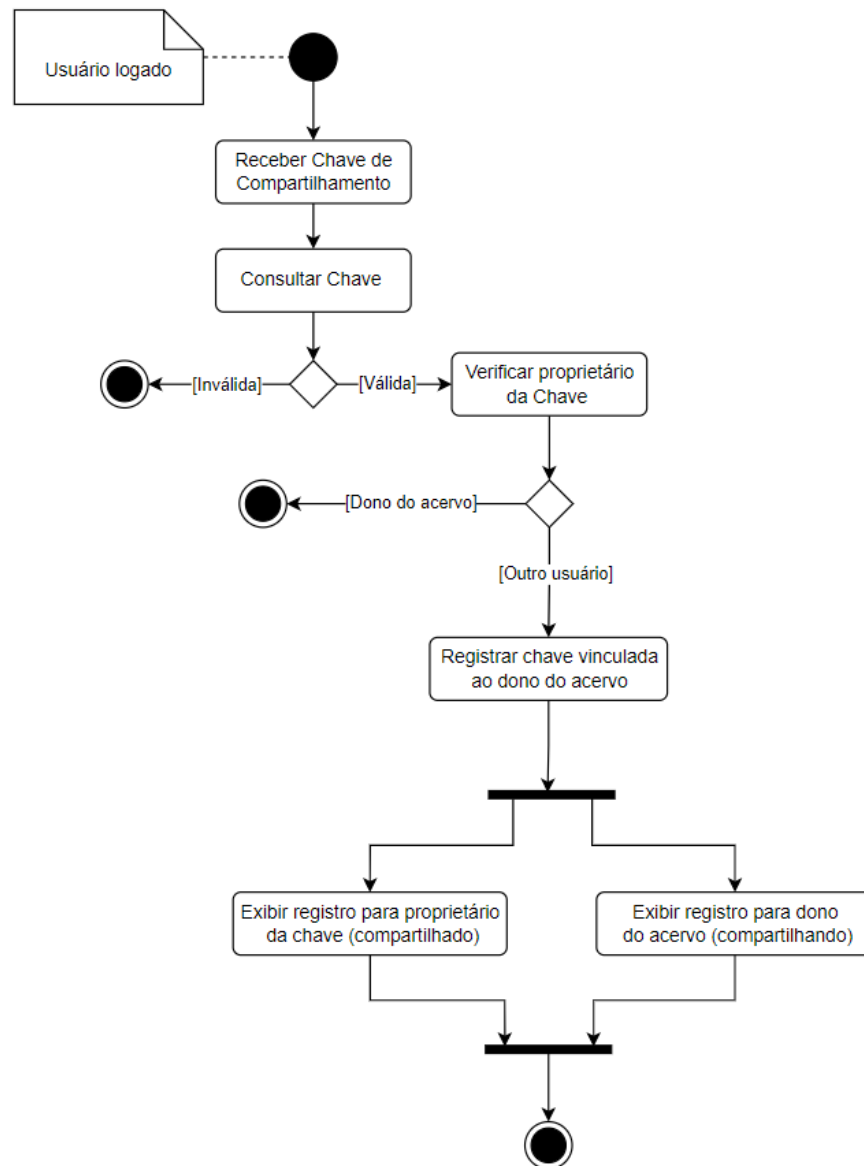 Usuário logado
Receber Chave de
Compartilhamento
Consultar Chave
[Inválida]
[Válida]
Verificar proprietário
da Chave
[Dono do acervo]
[Outro usuário]
Registrar chave vinculada
ao dono do acervo
Exibir registro para proprietário
da chave (compartilhado)
Exibir registro para dono
do acervo (compartilhando)